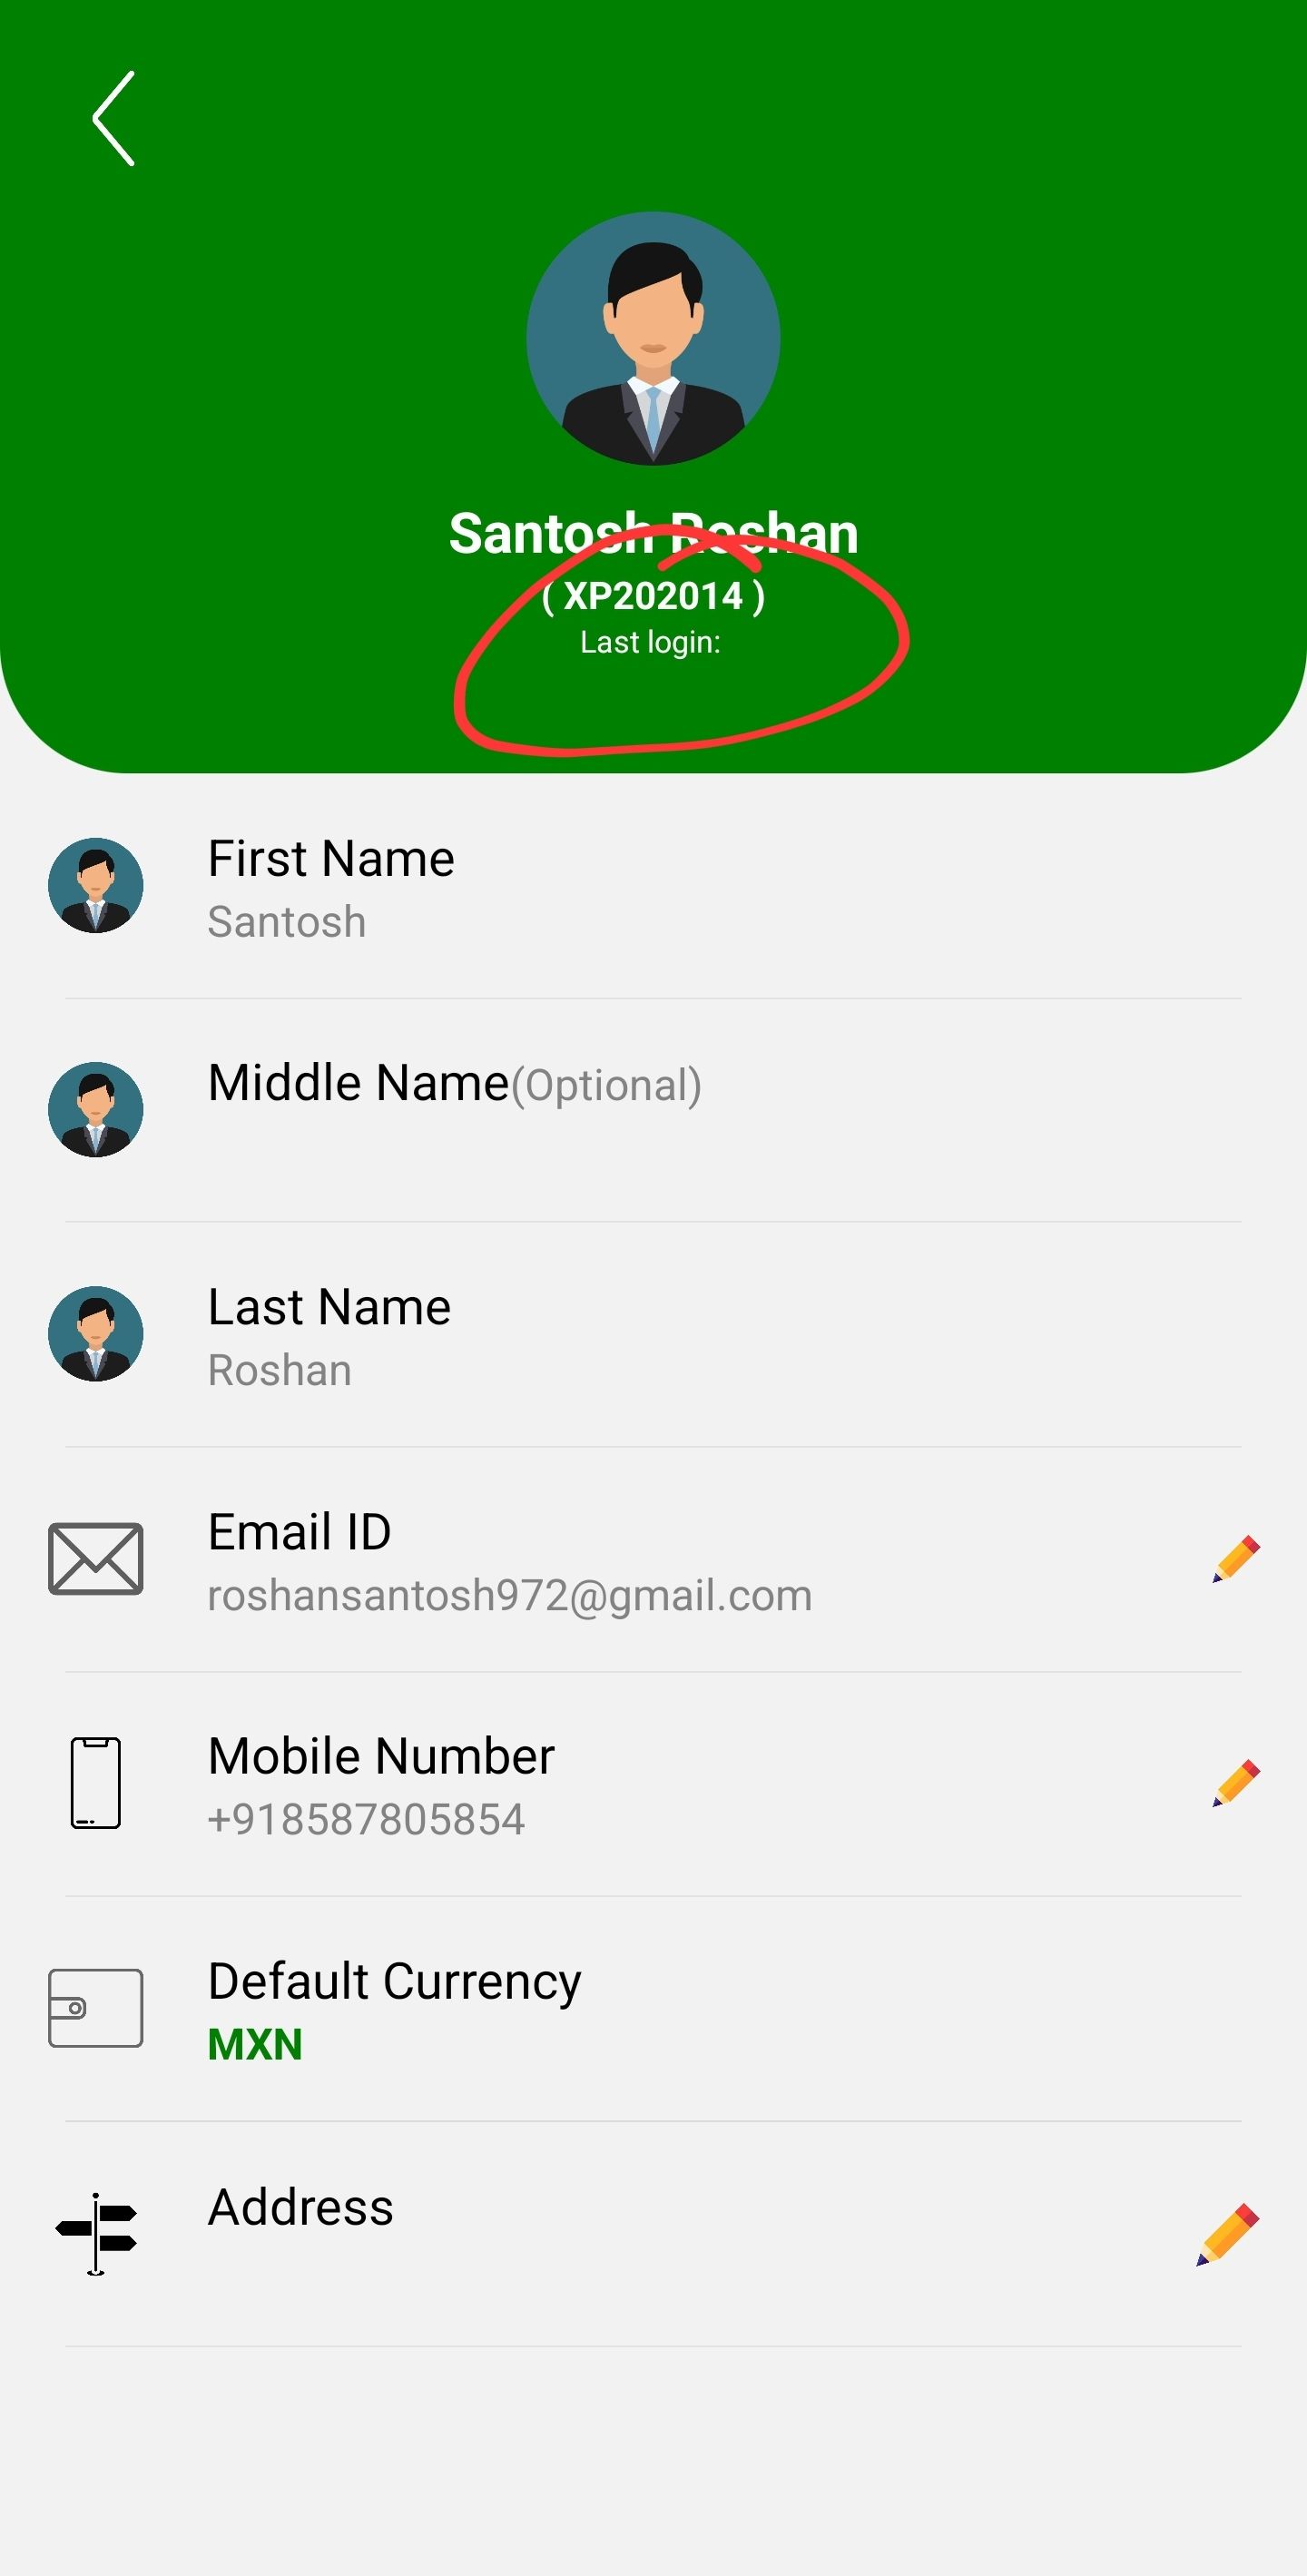 Santosh Roshan
( XP202014 )
Last login:
First Name
Santosh
Middle Name(Optional)
Last Name
Roshan
Email ID
roshansantosh972@gmail.com
Mobile Number
+918587805854
Default Currency
MXN
Address